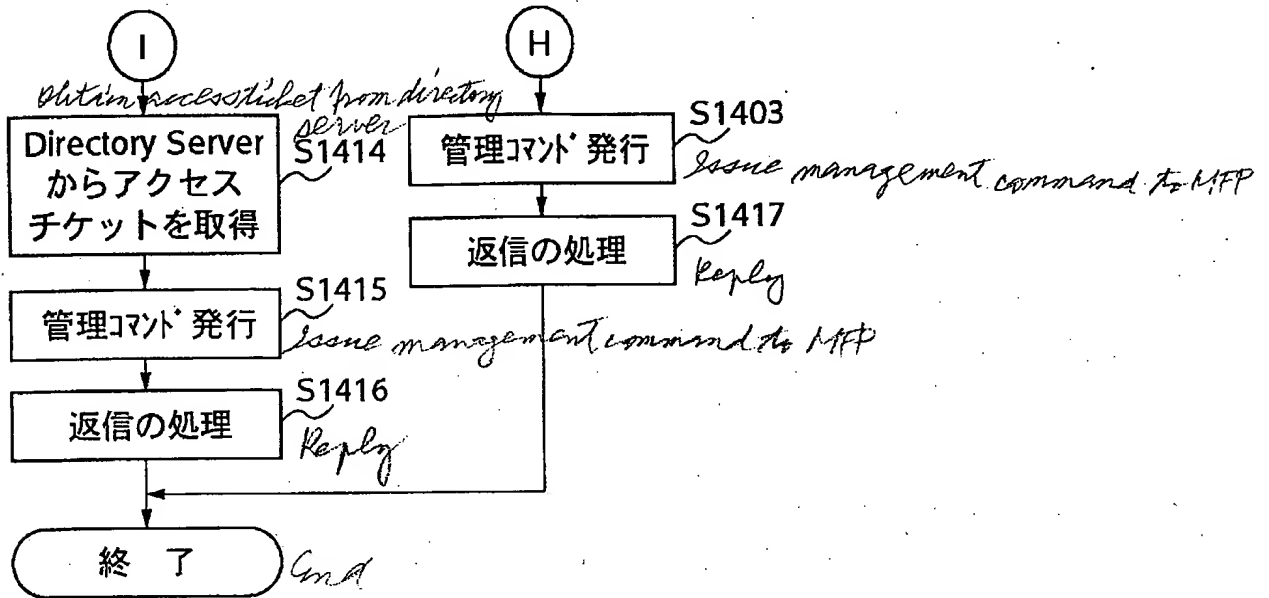 I
H
Obtain access ticket from directory
server
Directory Server
からアクセス
チケットを取得
S1414
管理コマンド 発行
S1403
Issue management command to MFP
返信の処理
S1417
Reply
管理コマンド 発行
S1415
Issue management command to MFP
返信の処理
S1416
Reply
終 了
End